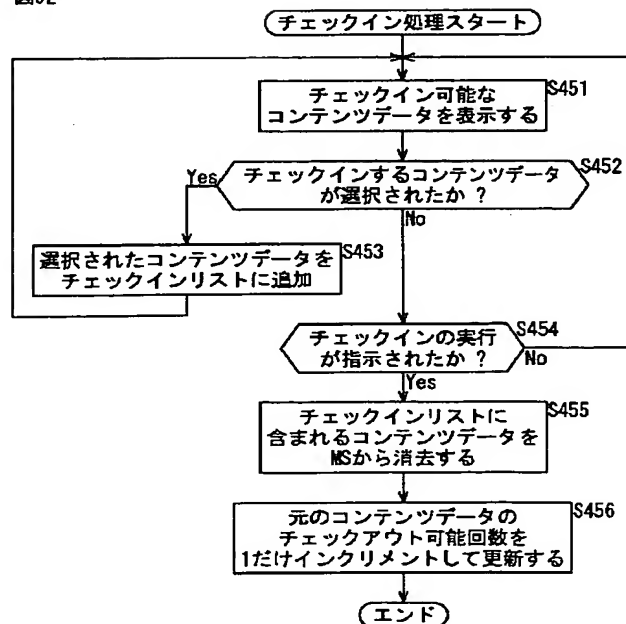 図92
チェックイン処理スタート
チェックイン可能な
コンテンツデータを表示する
S451
チェックインするコンテンツデータ
が選択されたか ?
S452
Yes
No
選択されたコンテンツデータを
チェックインリストに追加
S453
チェックインの実行
が指示されたか ?
S454
No
Yes
チェックインリストに
含まれるコンテンツデータを
MSから消去する
S455
元のコンテンツデータの
チェックアウト可能回数を
1だけインクリメントして更新する
S456
エンド